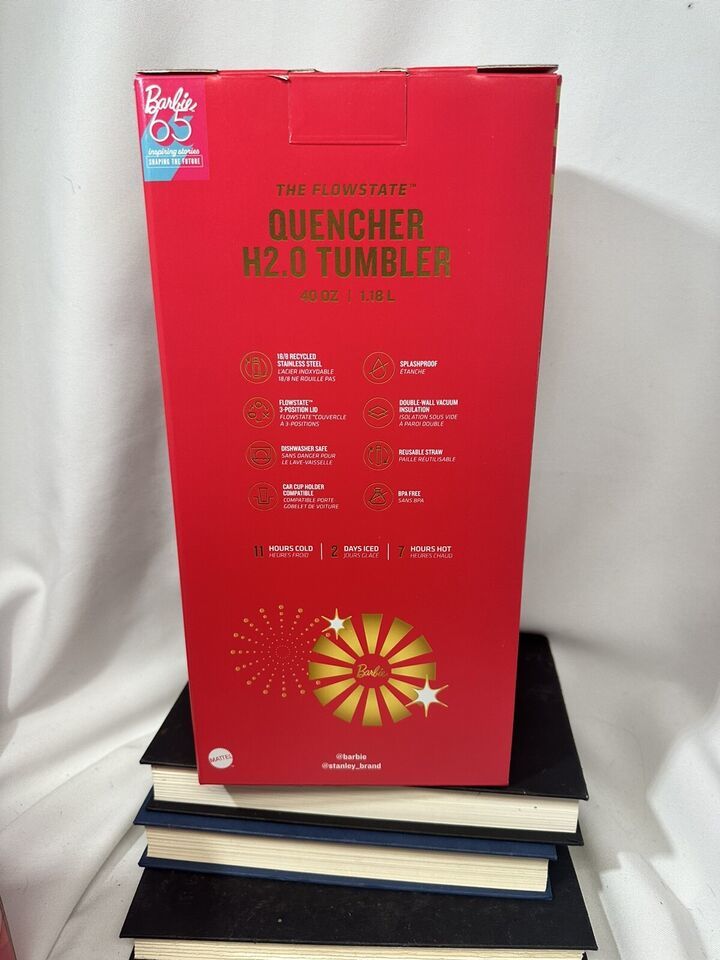 Barbie
65
inspiring stories
SHAPING THE FUTURE
THE FLOWSTATE™
QUENCHER
H2.0 TUMBLER
40 OZ | 1.18 L
18/8 RECYCLED
STAINLESS STEEL
L'ACIER INOXYDABLE
18/8 NE ROUILLE PAS
SPLASHPROOF
ÉTANCHE
FLOWSTATE™
3-POSITION LID
FLOWSTATE™COUVERCLE
À 3-POSITIONS
DOUBLE-WALL VACUUM
INSULATION
ISOLATION SOUS VIDE
À PAROI DOUBLE
DISHWASHER SAFE
SANS DANGER POUR
LE LAVE-VAISSELLE
REUSABLE STRAW
PAILLE RÉUTILISABLE
CAR CUP HOLDER
COMPATIBLE
COMPATIBLE PORTE-
GOBELET DE VOITURE
BPA FREE
SANS BPA
11 HOURS COLD
HEURES FROID
2 DAYS ICED
JOURS GLACÉ
7 HOURS HOT
HEURES CHAUD
Barbie
MATTEL
@barbie
@stanley_brand